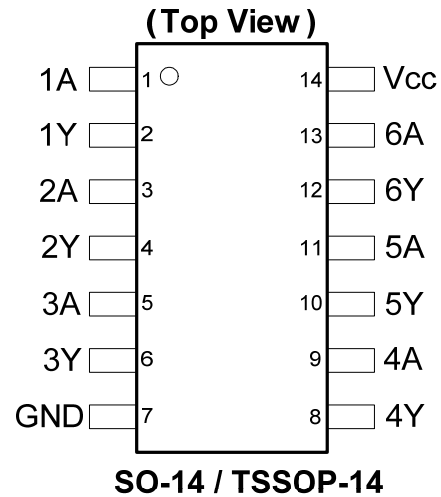 (Top View)
1A 1 14 Vcc
1Y 2 13 6A
2A 3 12 6Y
2Y 4 11 5A
3A 5 10 5Y
3Y 6 9 4A
GND 7 8 4Y
SO-14 / TSSOP-14